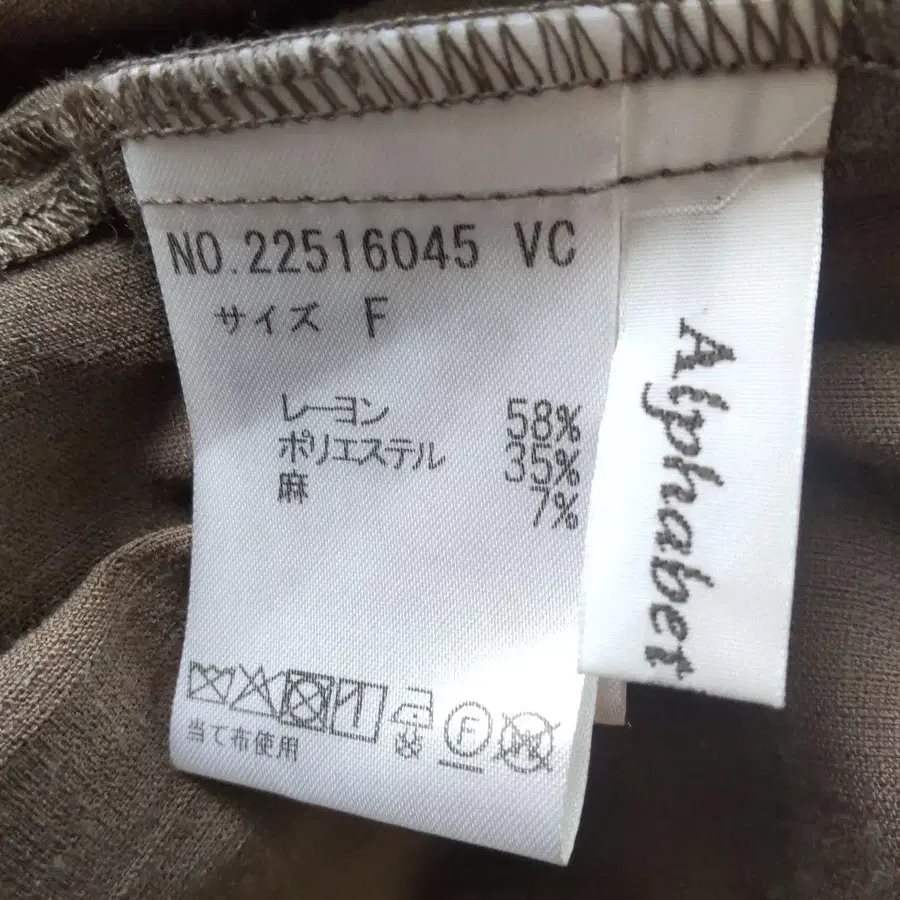 NO.22516045 VC
サイズ F
レーヨン 58%
ポリエステル 35%
麻 7%
F
W
当て布使用
Alphabet